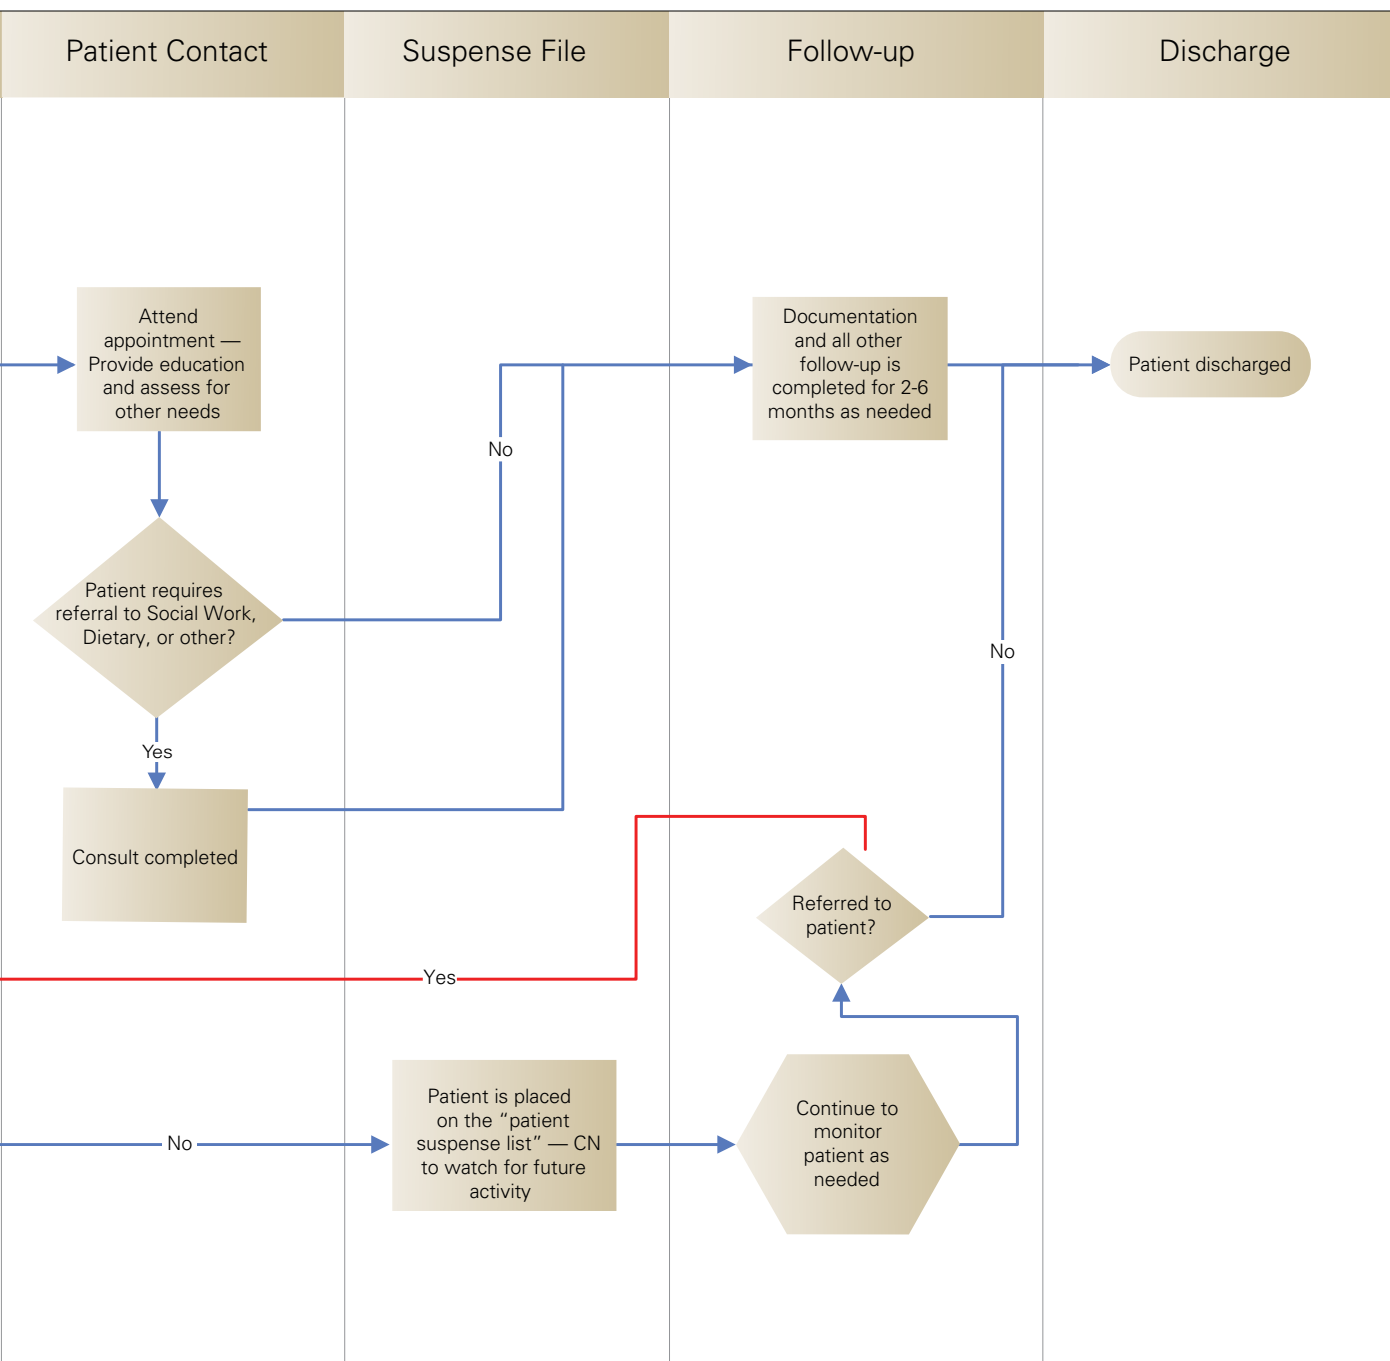 Patient Contact
Suspense File
Follow-up
Discharge
Attend
appointment —
Provide education
and assess for
other needs
Documentation
and all other
follow-up is
completed for 2-6
months as needed
Patient discharged
No
Patient requires
referral to Social Work,
Dietary, or other?
No
Yes
Consult completed
Referred to
patient?
Yes
Patient is placed
on the “patient
suspense list” — CN
to watch for future
activity
Continue to
monitor
patient as
needed
No